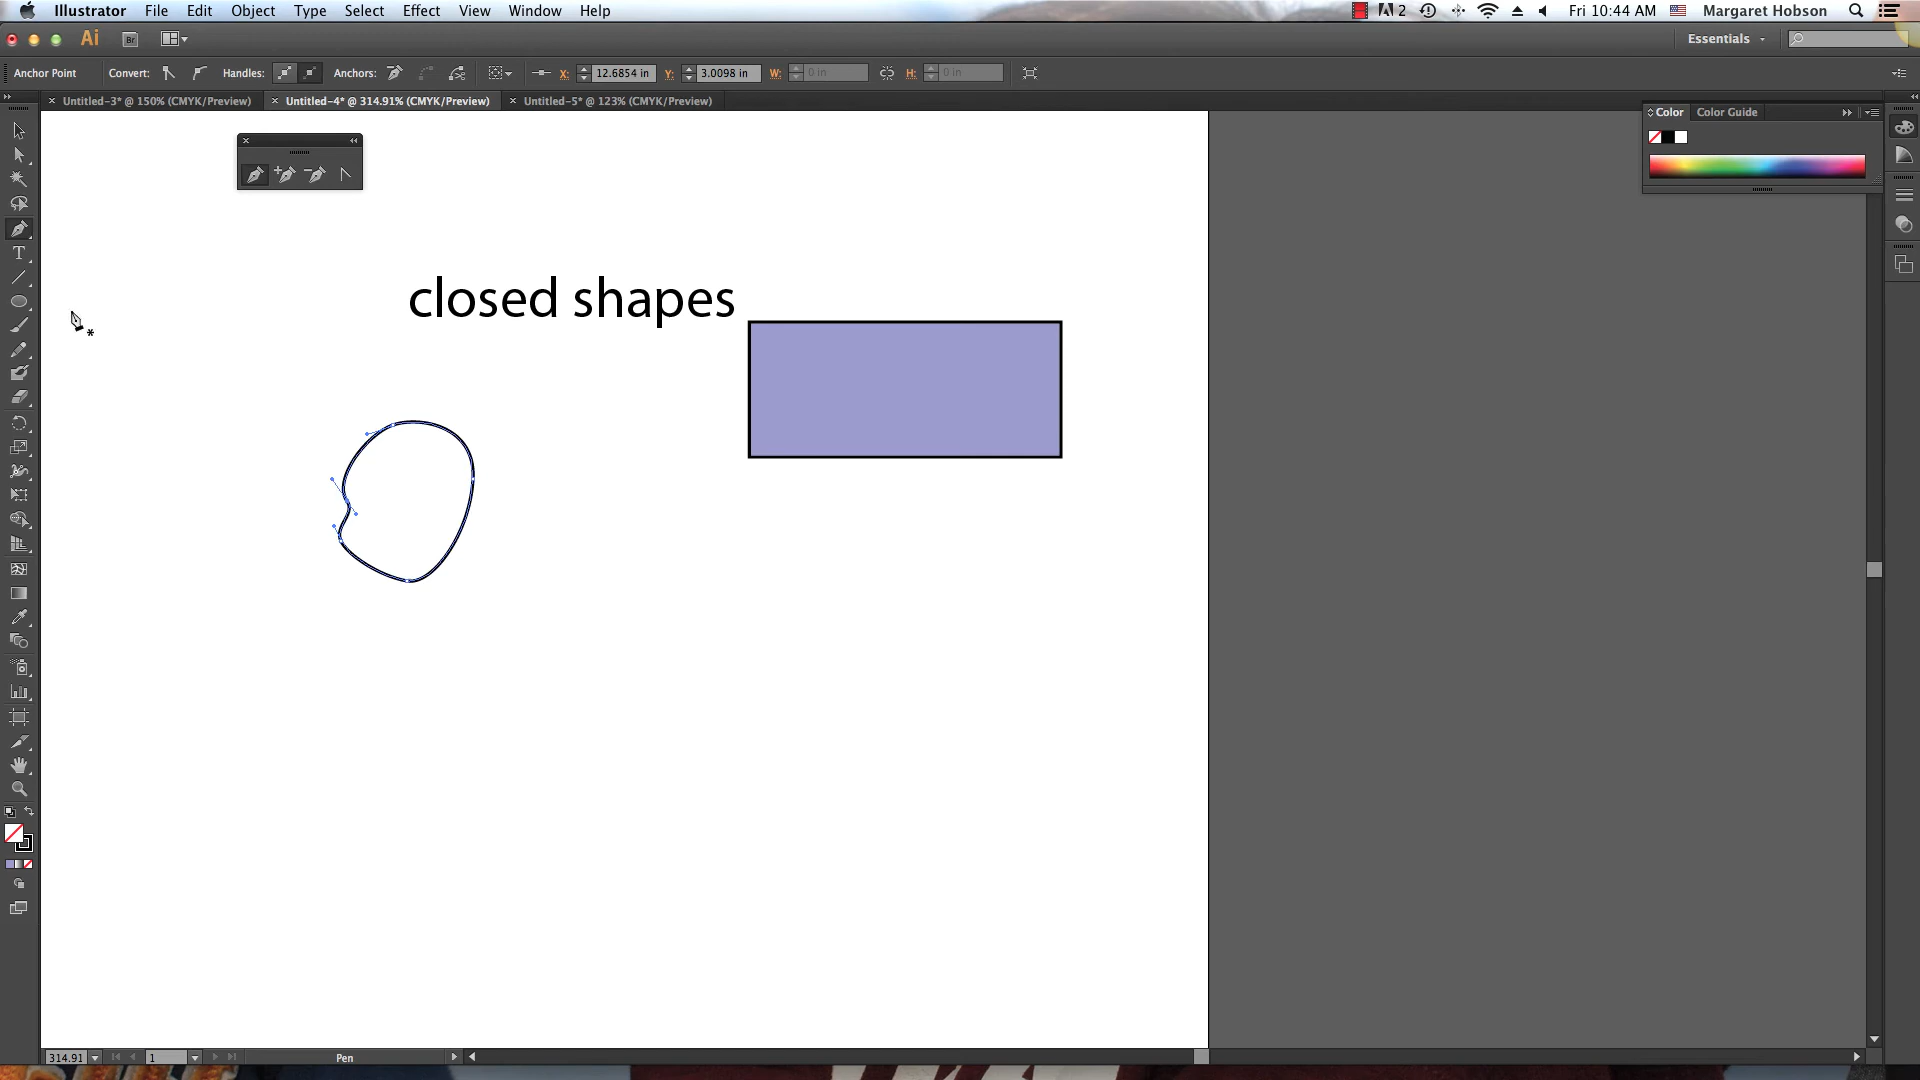 Illustrator File Edit Object Type Select Effect View Window Help 2 Fri 10:44 AM Margaret Hobson
Ai Br Essentials
Anchor Point Convert: Handles: Anchors: X: 12.6854 in Y: 3.0098 in W: 0 in H: 0 in
Untitled-3* @ 150% (CMYK/Preview) Untitled-4* @ 314.91% (CMYK/Preview) Untitled-5* @ 123% (CMYK/Preview)
Color Color Guide
closed shapes
314.91 1 Pen